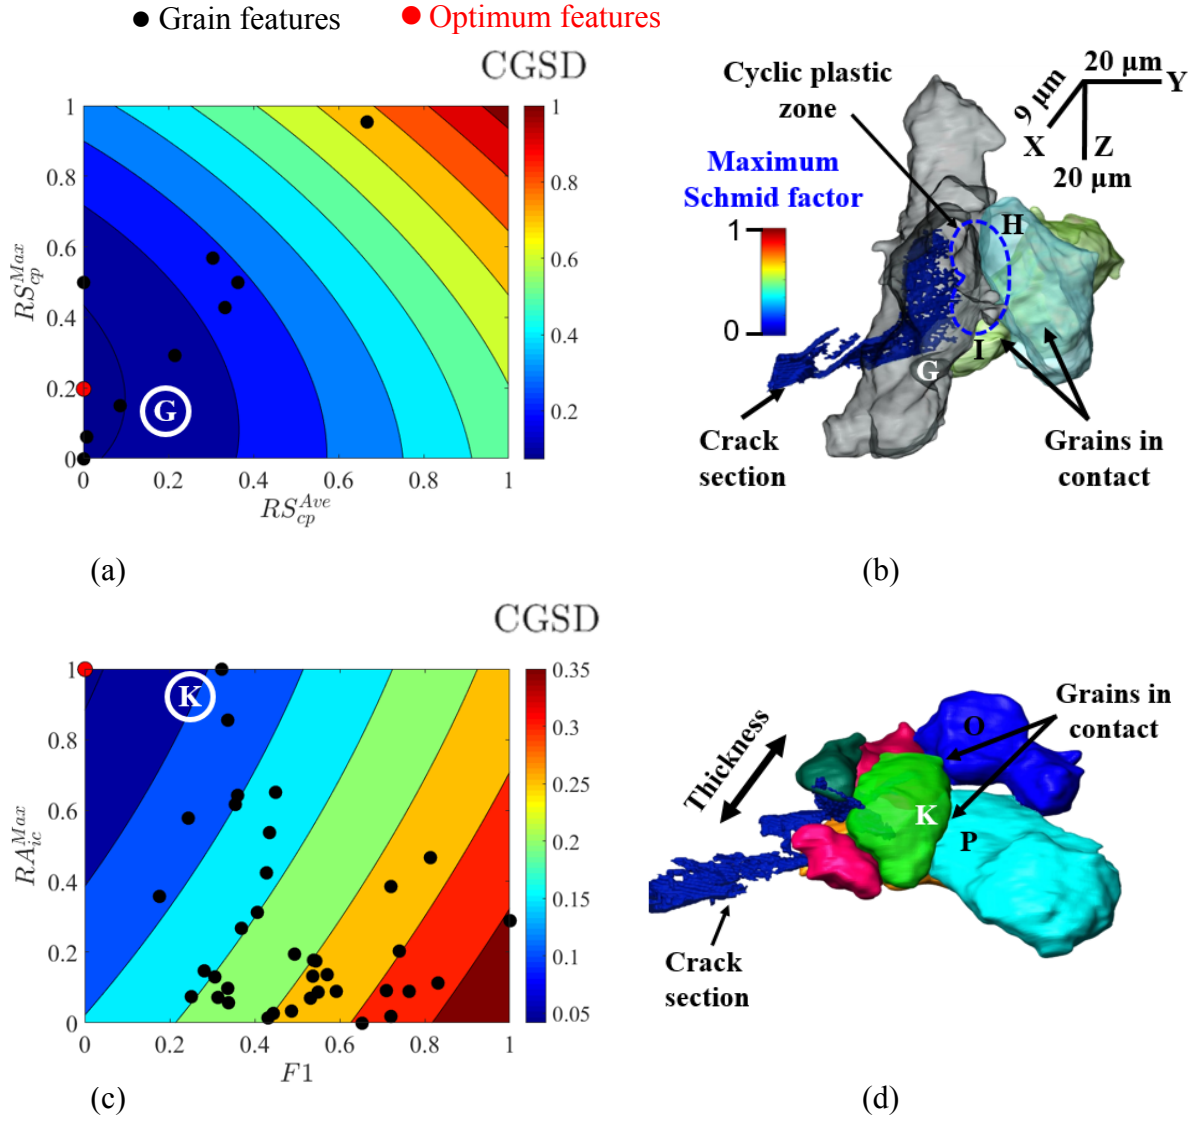 Grain features
Optimum features
CGSD
1
0.8
0.6
0.4
0.2
0
0
0.2
0.4
0.6
0.8
1
RS_cp^Max
RS_cp^Ave
1
0.8
0.6
0.4
0.2
G
(a)
Cyclic plastic
zone
20 µm
Y
9 µm
X
Z
20 µm
Maximum
Schmid factor
1
0
H
I
G
Crack
section
Grains in
contact
(b)
CGSD
1
0.8
0.6
0.4
0.2
0
0
0.2
0.4
0.6
0.8
1
RA_ic^Max
F1
0.35
0.3
0.25
0.2
0.15
0.1
0.05
K
(c)
Thickness
Grains in
contact
O
K
P
Crack
section
(d)